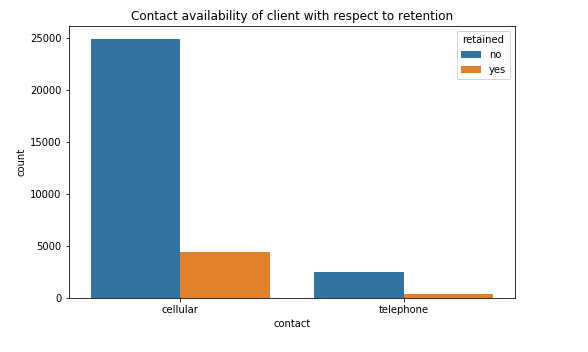 Contact availability of client with respect to retention
retained
no
yes
25000
20000
15000
10000
5000
0
count
cellular
telephone
contact